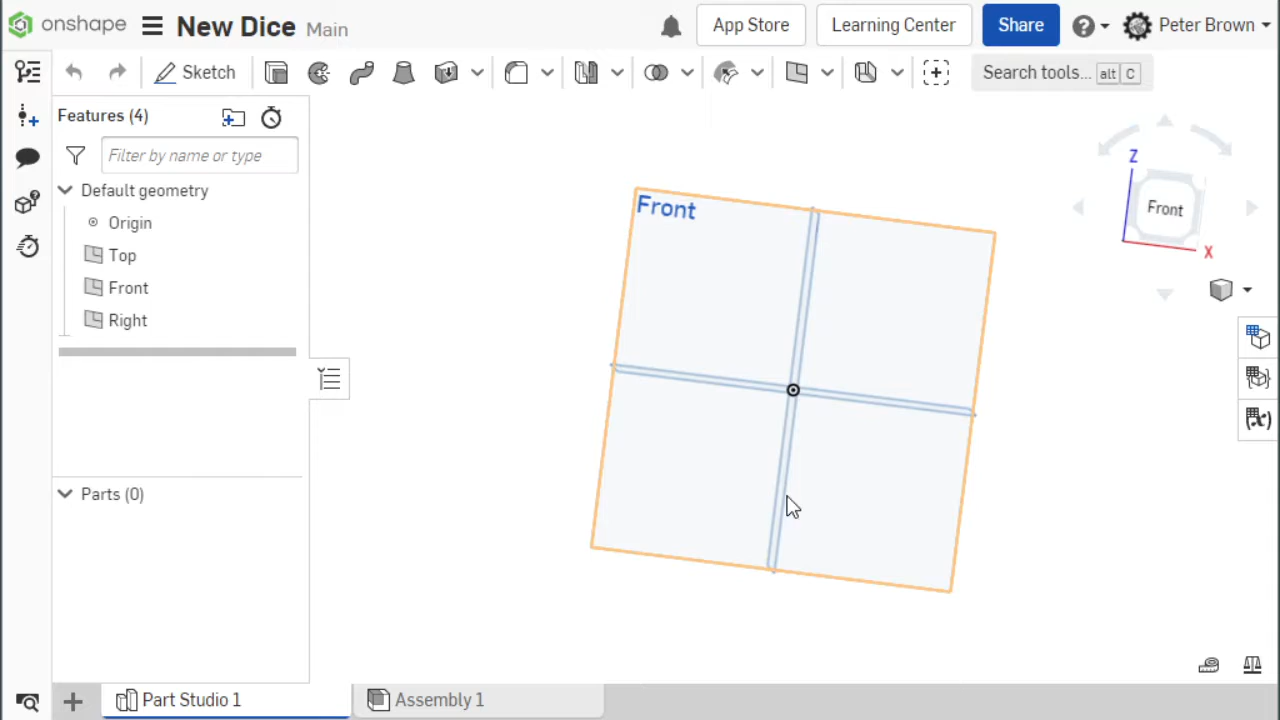 onshape New Dice Main App Store Learning Center Share Peter Brown
Sketch Search tools... alt C
Features (4)
Filter by name or type
Default geometry
Origin
Top
Front
Right
Parts (0)
Front
Z
Front
X
Part Studio 1 Assembly 1